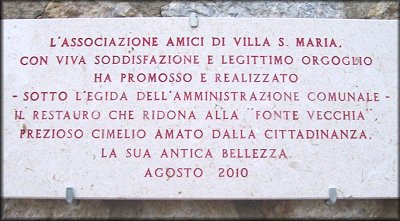 L'ASSOCIAZIONE AMICI DI VILLA S. MARIA,
CON VIVA SODDISFAZIONE E LEGITTIMO ORGOGLIO
HA PROMOSSO E REALIZZATO
- SOTTO L'EGIDA DELL'AMMINISTRAZIONE COMUNALE -
IL RESTAURO CHE RIDONA ALLA "FONTE VECCHIA",
PREZIOSO CIMELIO AMATO DALLA CITTADINANZA,
LA SUA ANTICA BELLEZZA.
AGOSTO 2010